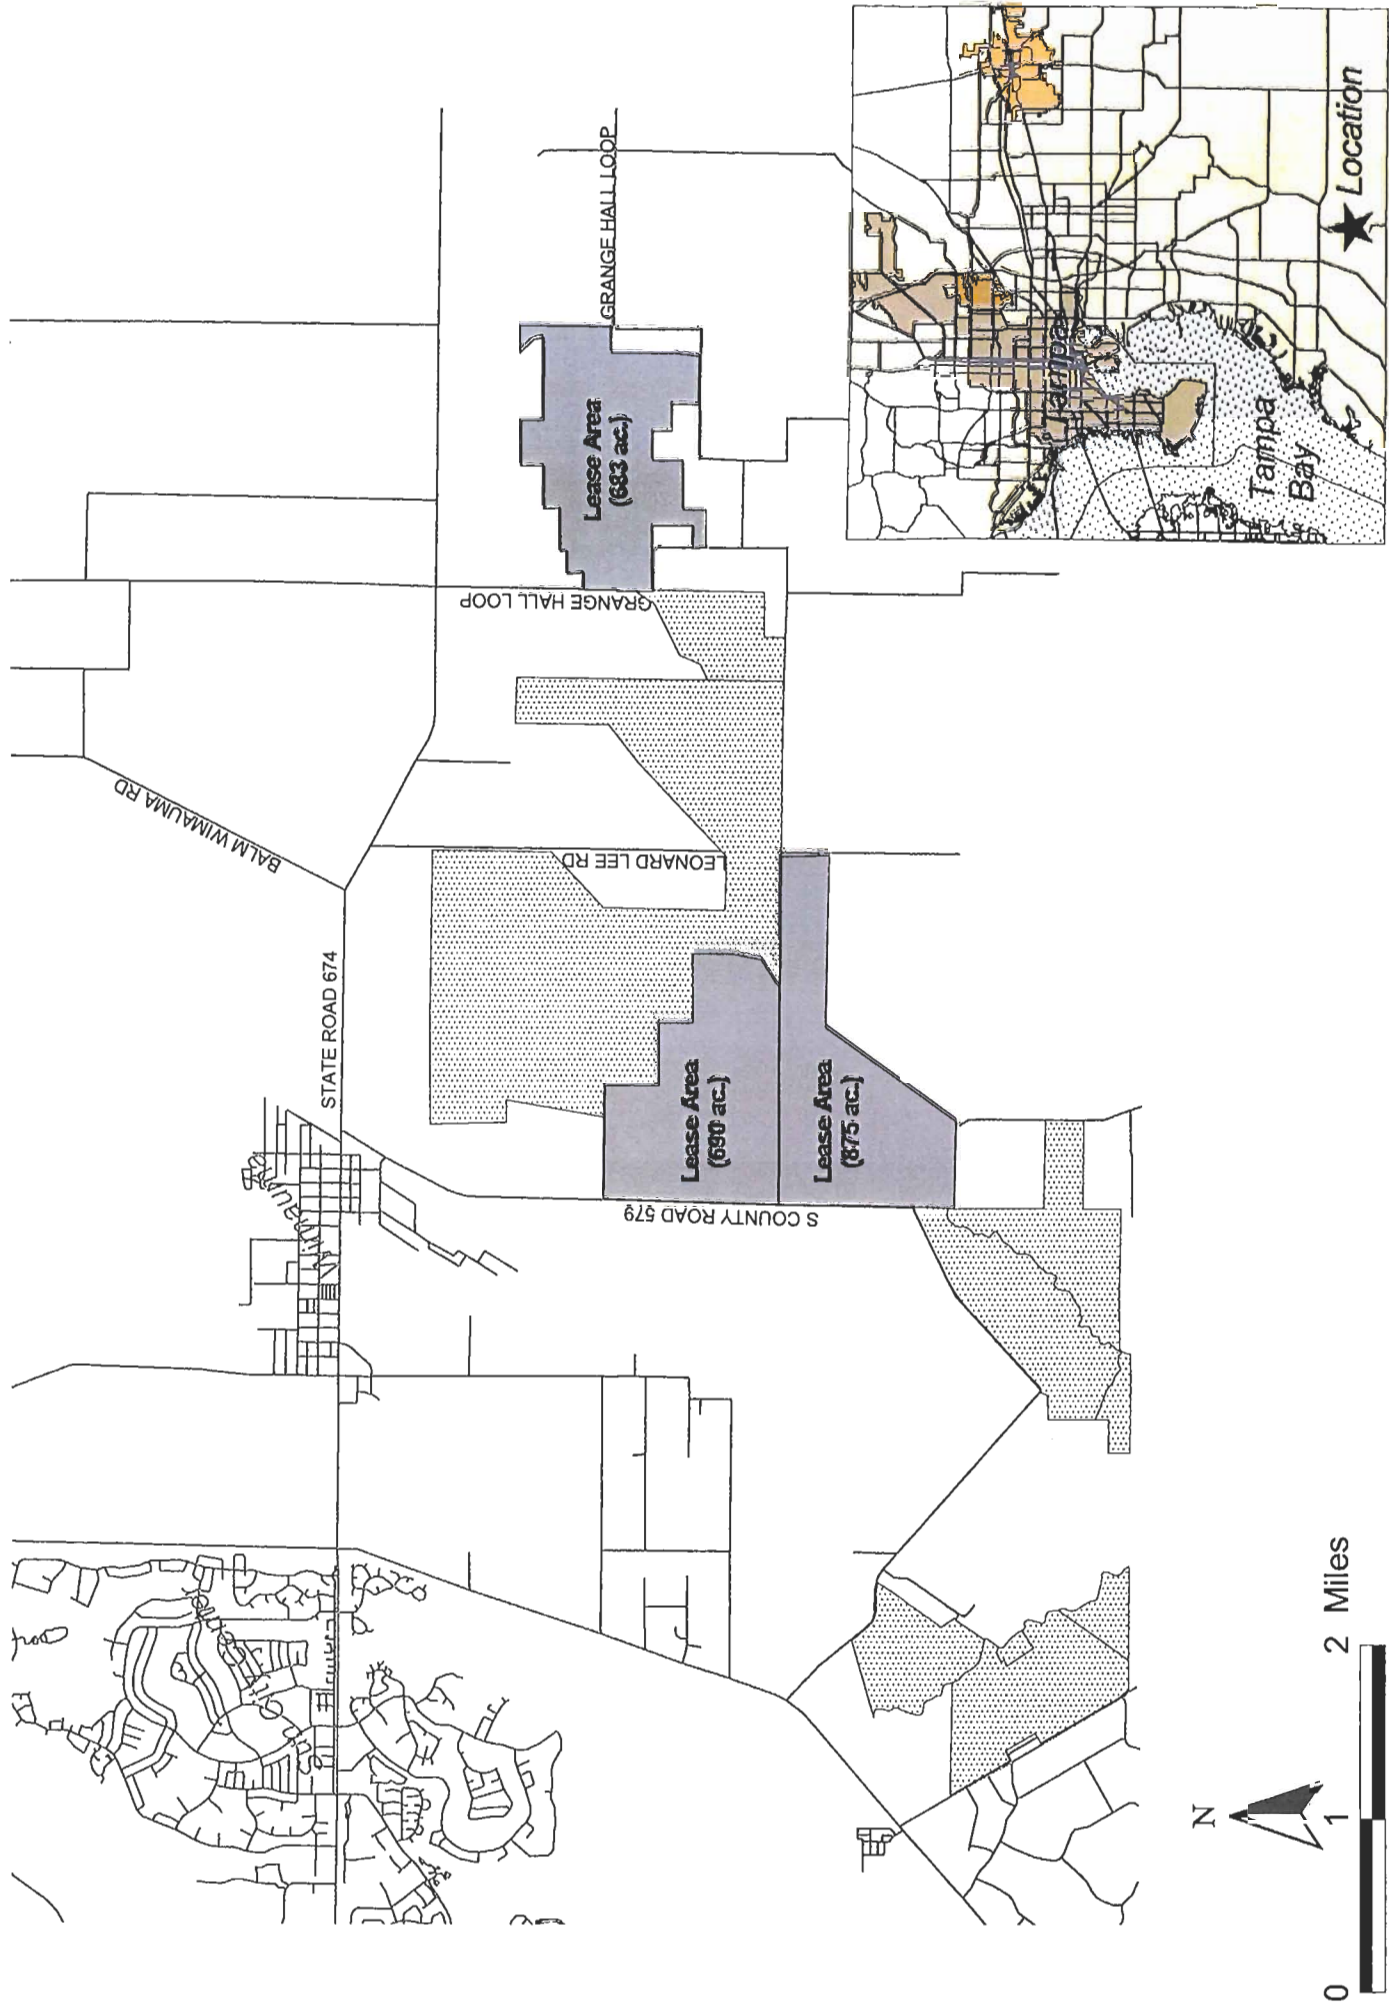 STATE ROAD 674
BALM WIMAUMA RD
GRANGE HALL LOOP
GRANGE HALL LOOP
LEONARD LEE RD
S COUNTY ROAD 579
Wimauma
Lease Area
(683 ac.)
Lease Area
(690 ac.)
Lease Area
(875 ac.)
N
0 1 2 Miles
Tampa
Tampa
Bay
Location